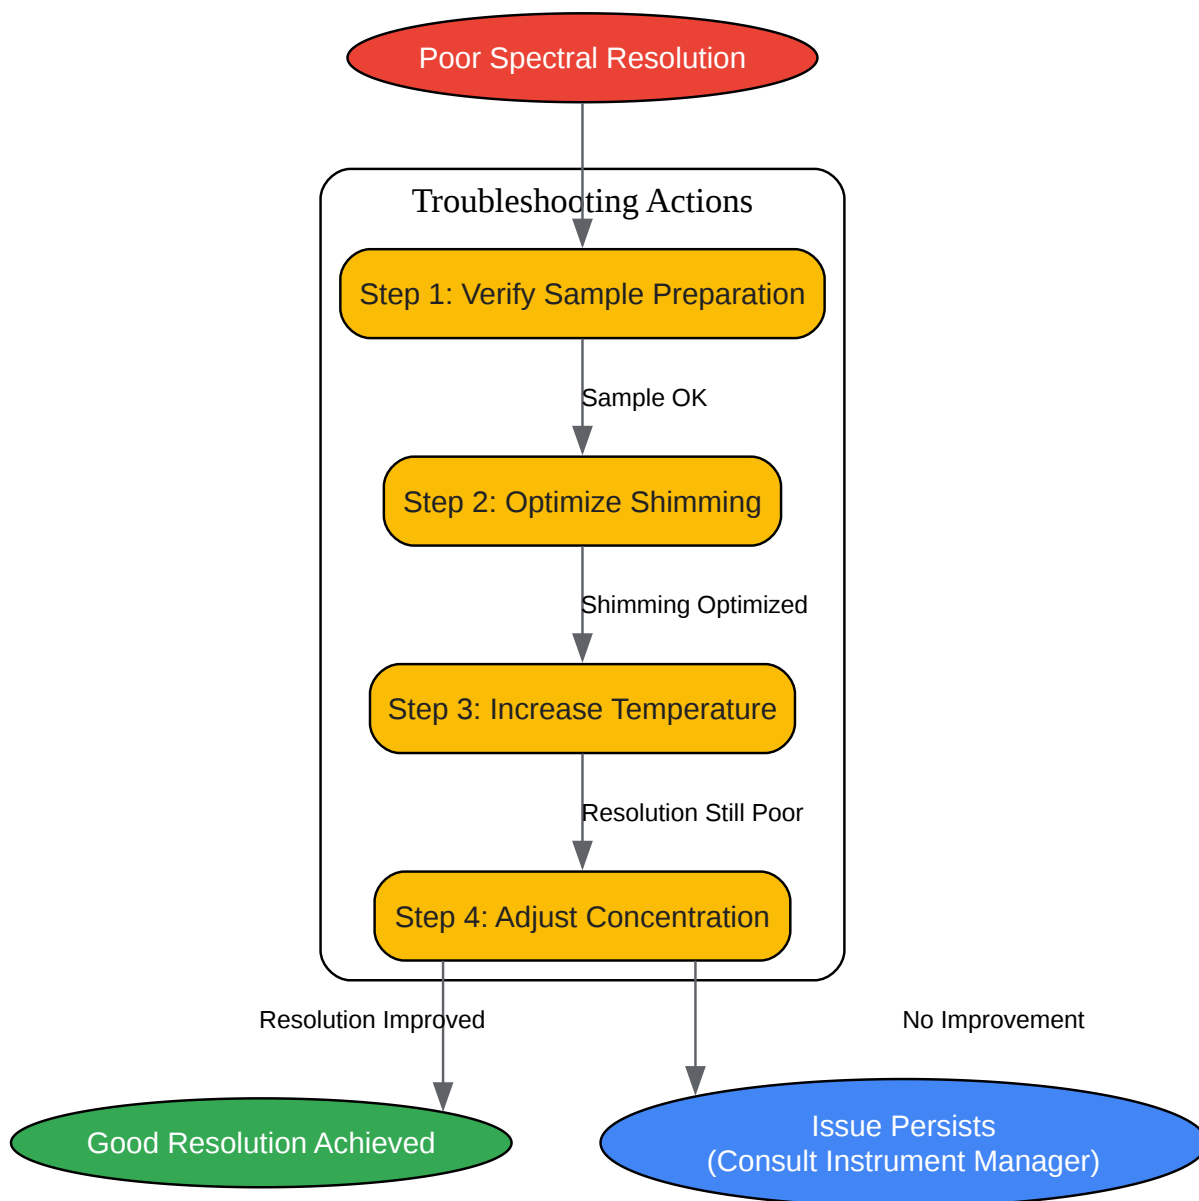 Poor Spectral Resolution
Troubleshooting Actions
Step 1: Verify Sample Preparation
Sample OK
Step 2: Optimize Shimming
Shimming Optimized
Step 3: Increase Temperature
Resolution Still Poor
Step 4: Adjust Concentration
Resolution Improved
No Improvement
Good Resolution Achieved
Issue Persists
(Consult Instrument Manager)